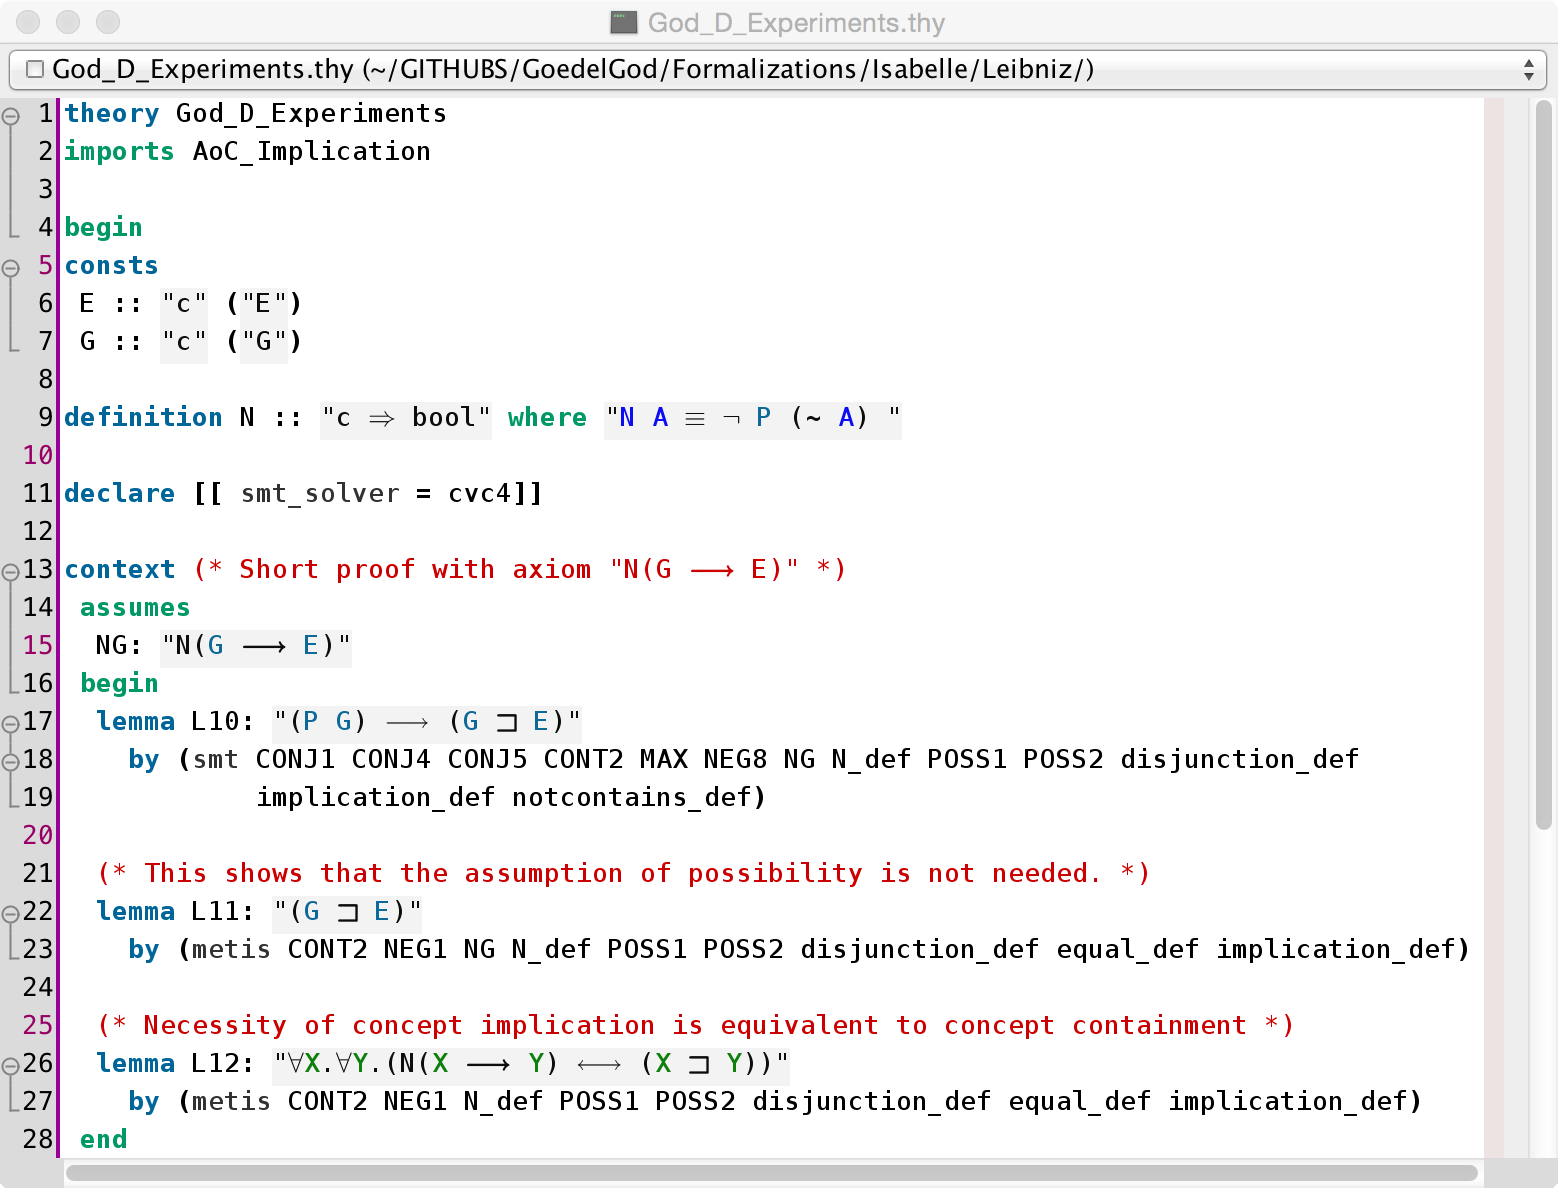 God_D_Experiments.thy
God_D_Experiments.thy (~/GITHUBS/GoedelGod/Formalizations/Isabelle/Leibniz/)
1 theory God_D_Experiments
2 imports AoC_Implication
3
4 begin
5 consts
6 E :: "c" ("E")
7 G :: "c" ("G")
8
9 definition N :: "c ⇒ bool" where "N A ≡ ¬ P (~ A) "
10
11 declare [[ smt_solver = cvc4]]
12
13 context (* Short proof with axiom "N(G ⟶ E)" *)
14 assumes
15 NG: "N(G ⟶ E)"
16 begin
17 lemma L10: "(P G) ⟶ (G ⊐ E)"
18 by (smt CONJ1 CONJ4 CONJ5 CONT2 MAX NEG8 NG N_def POSS1 POSS2 disjunction_def
19 implication_def notcontains_def)
20
21 (* This shows that the assumption of possibility is not needed. *)
22 lemma L11: "(G ⊐ E)"
23 by (metis CONT2 NEG1 NG N_def POSS1 POSS2 disjunction_def equal_def implication_def)
24
25 (* Necessity of concept implication is equivalent to concept containment *)
26 lemma L12: "∀X.∀Y.(N(X ⟶ Y) ⟷ (X ⊐ Y))"
27 by (metis CONT2 NEG1 N_def POSS1 POSS2 disjunction_def equal_def implication_def)
28 end